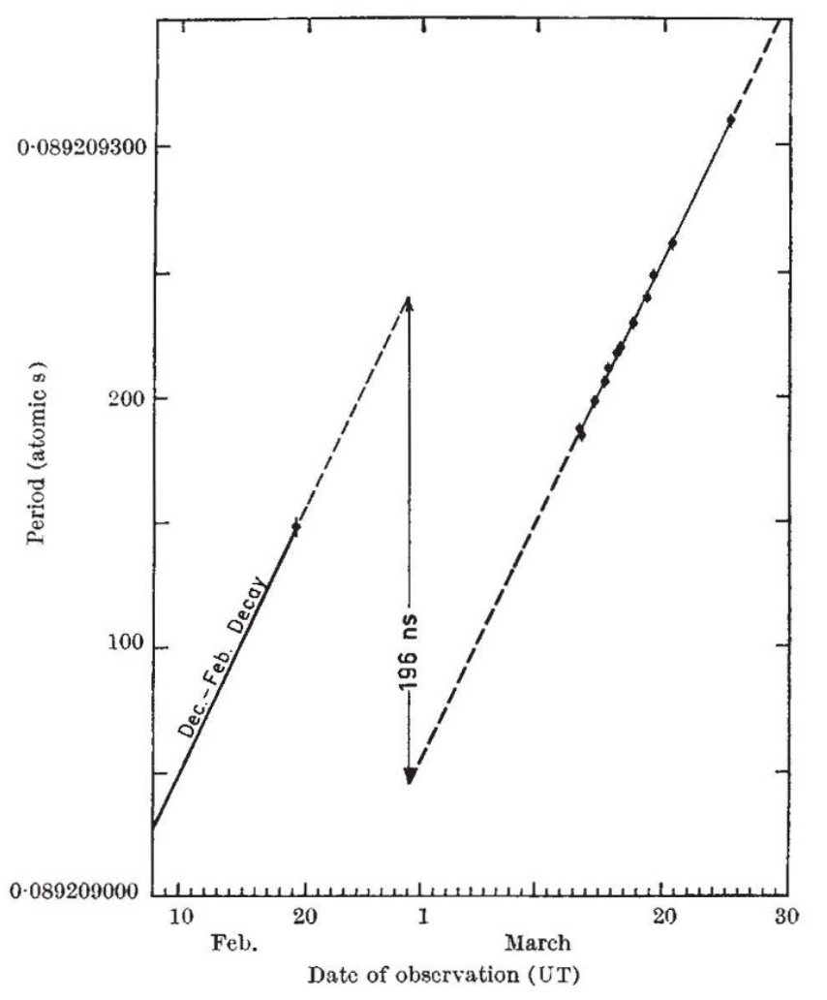 0·089209300
200
100
0·089209000
Period (atomic s)
Dec.–Feb. Decay
196 ns
10 20 1 20 30
Feb. March
Date of observation (UT)